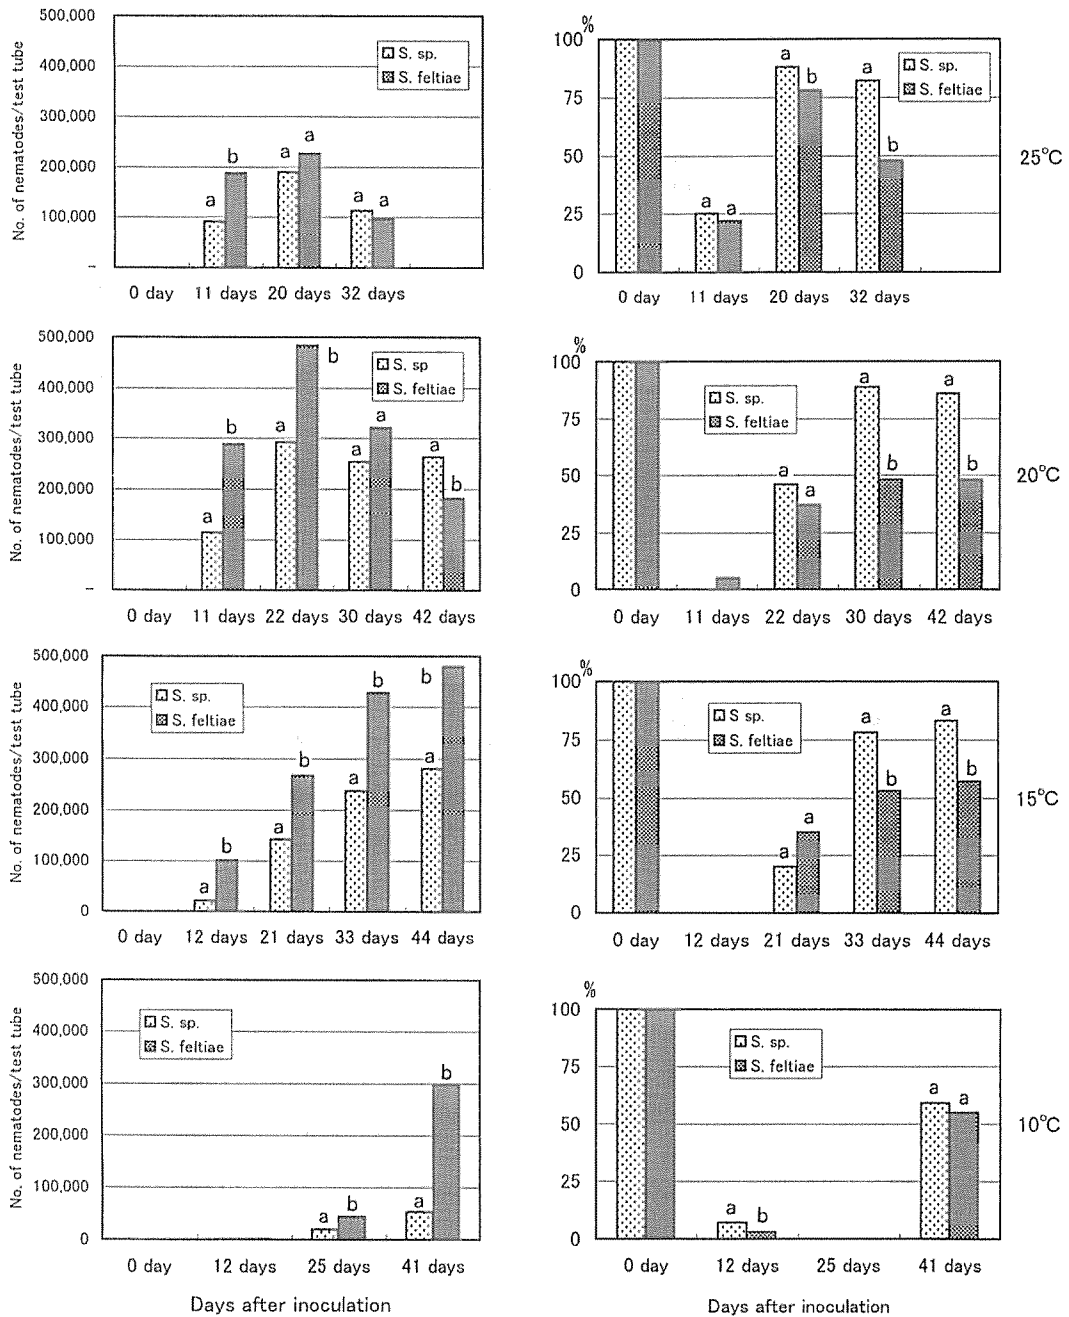 No. of nematodes/test tube
500,000
400,000
300,000
200,000
100,000
–
S. sp.
S. feltiae
a b a a a a
0 day 11 days 20 days 32 days
%
100
75
50
25
0
S. sp.
S. feltiae
a a a b a b
0 day 11 days 20 days 32 days
25℃
No. of nematodes/test tube
500,000
400,000
300,000
200,000
100,000
–
S. sp
S. feltiae
a b a b a a a b
0 day 11 days 22 days 30 days 42 days
%
100
75
50
25
0
S. sp.
S. feltiae
a a a b a b
0 day 11 days 22 days 30 days 42 days
20℃
No. of nematodes/test tube
500,000
400,000
300,000
200,000
100,000
0
S. sp.
S. feltiae
a b a b a b a b
0 day 12 days 21 days 33 days 44 days
%
100
75
50
25
0
S sp.
S. feltiae
a a a b a b
0 day 12 days 21 days 33 days 44 days
15℃
No. of nematodes/test tube
500,000
400,000
300,000
200,000
100,000
0
S. sp.
S. feltiae
a b a b
0 day 12 days 25 days 41 days
Days after inoculation
%
100
75
50
25
0
S. sp.
S. feltiae
a b a a
0 day 12 days 25 days 41 days
Days after inoculation
10℃